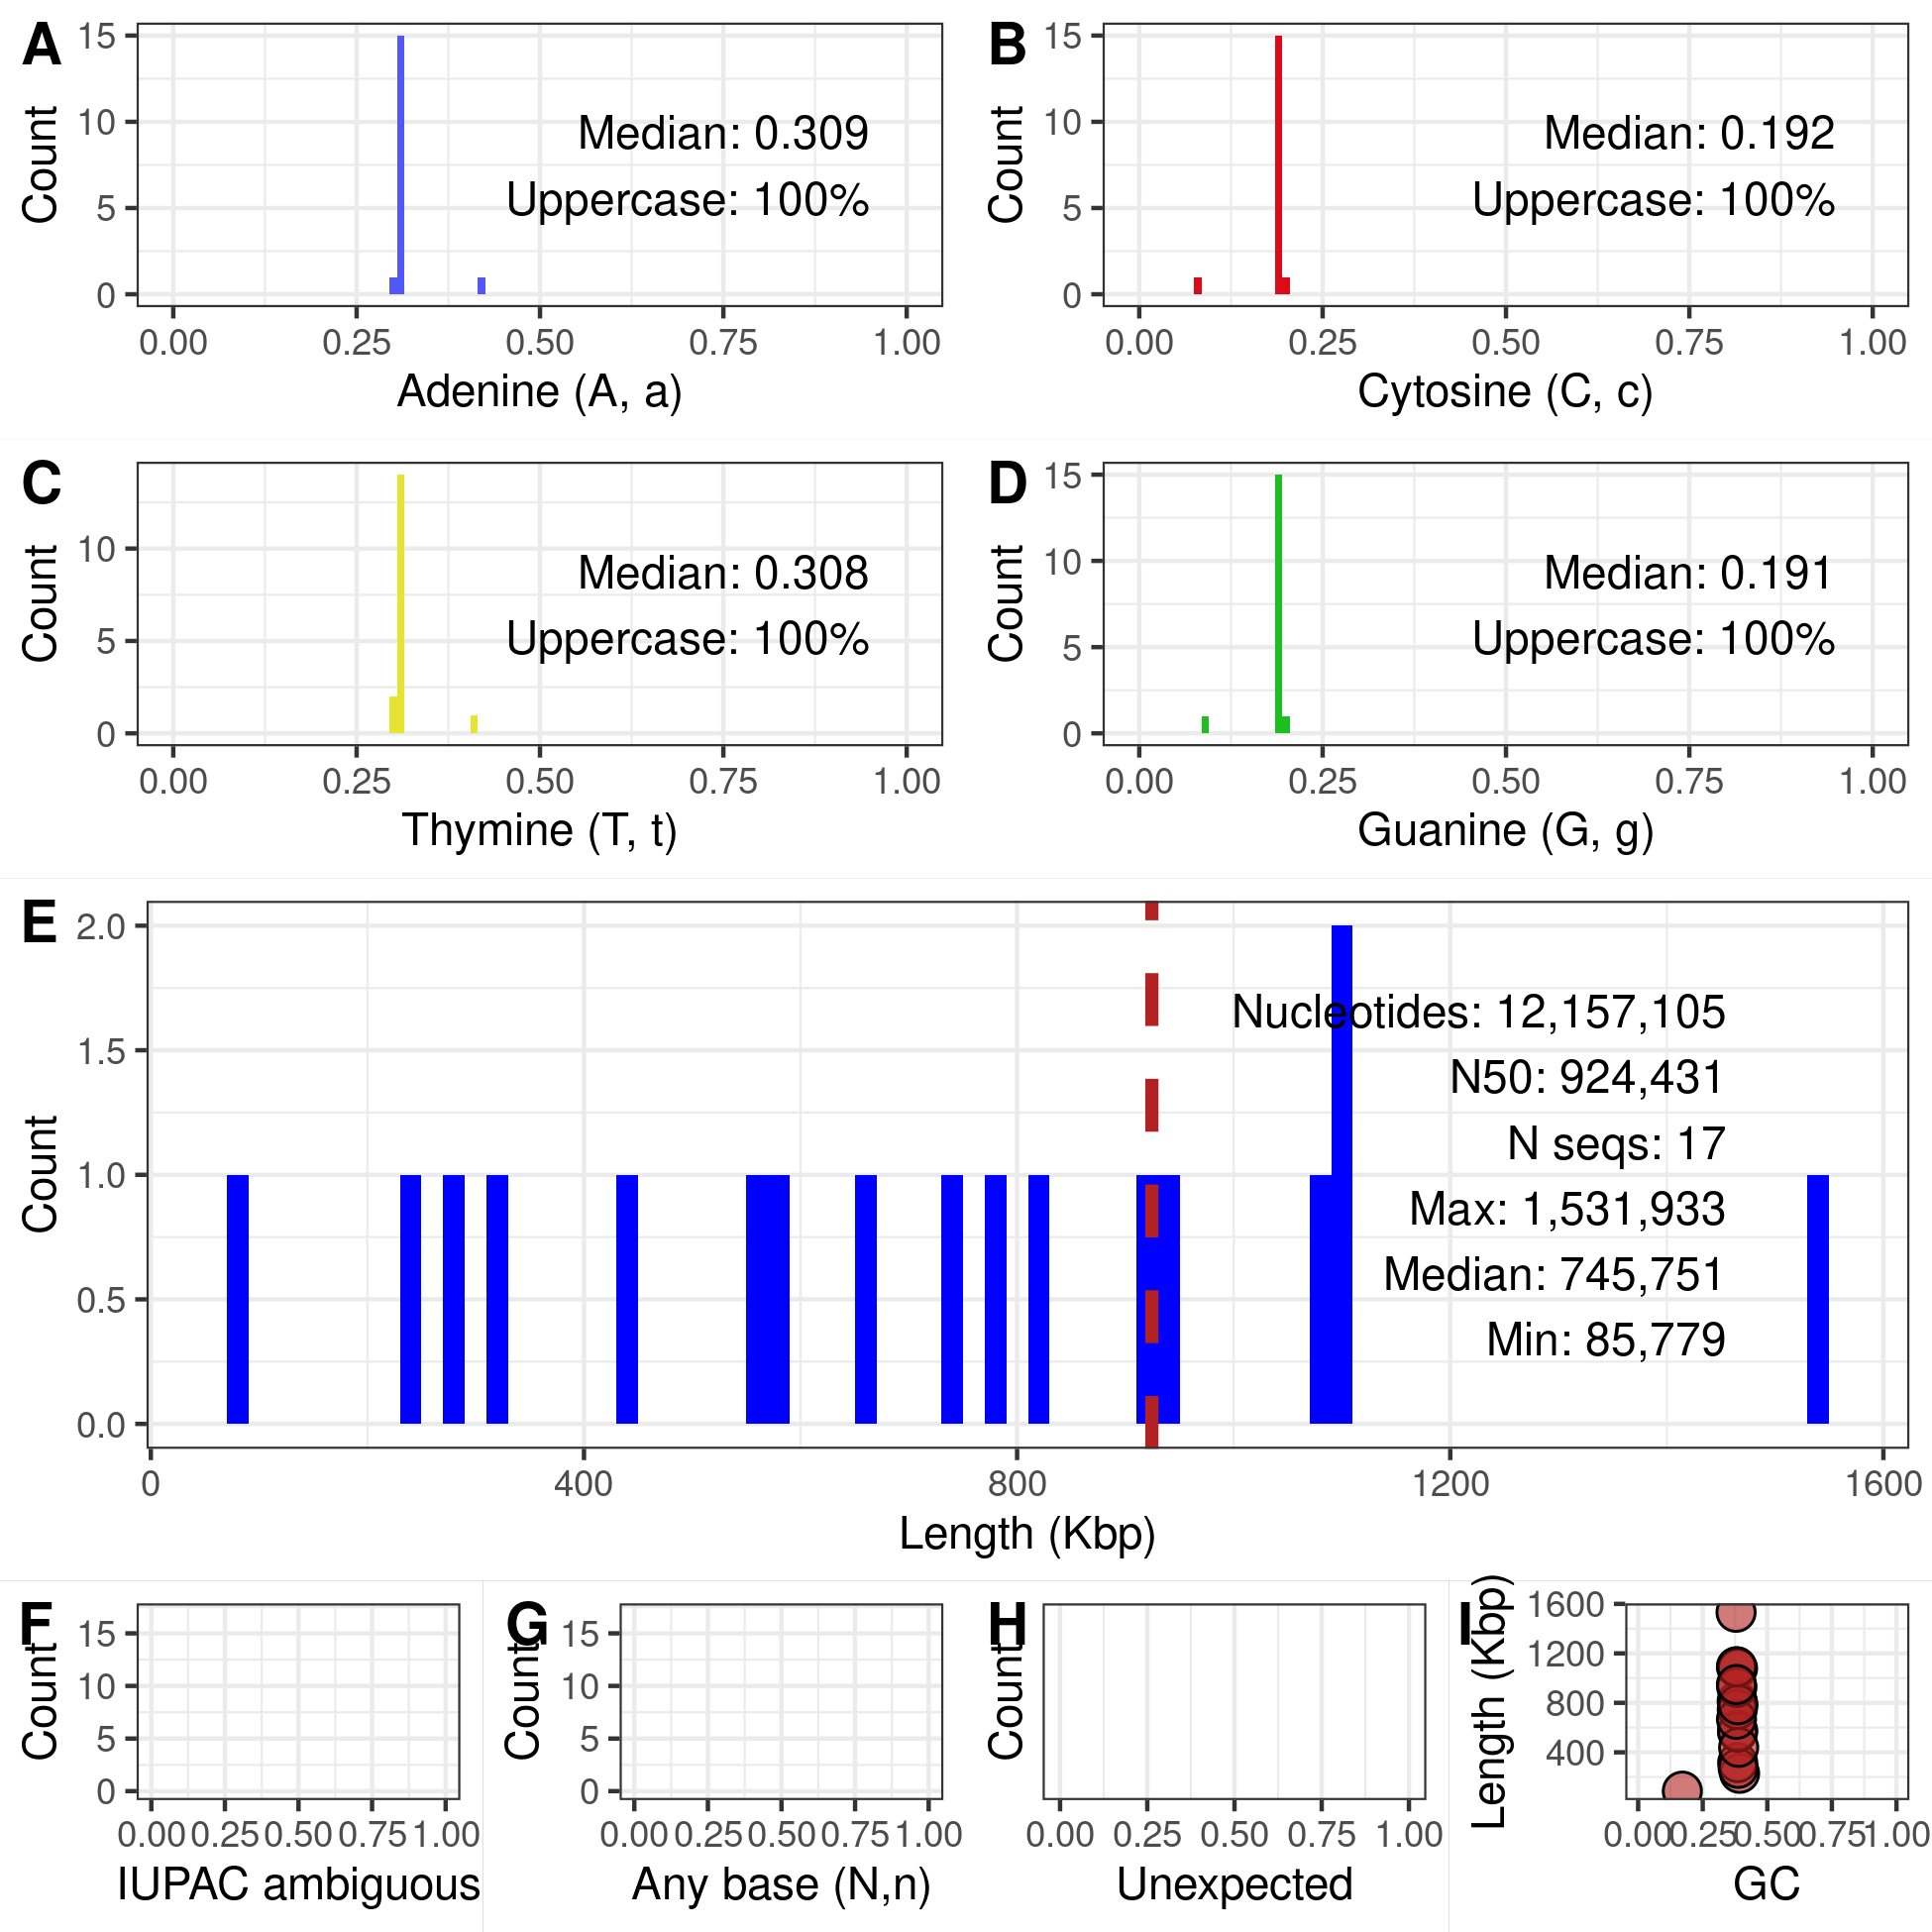 A
Count
15
10
5
0
Median: 0.309
Uppercase: 100%
0.00 0.25 0.50 0.75 1.00
Adenine (A, a)
B
Count
15
10
5
0
Median: 0.192
Uppercase: 100%
0.00 0.25 0.50 0.75 1.00
Cytosine (C, c)
C
Count
10
5
0
Median: 0.308
Uppercase: 100%
0.00 0.25 0.50 0.75 1.00
Thymine (T, t)
D
Count
15
10
5
0
Median: 0.191
Uppercase: 100%
0.00 0.25 0.50 0.75 1.00
Guanine (G, g)
E
Count
2.0
1.5
1.0
0.5
0.0
Nucleotides: 12,157,105
N50: 924,431
N seqs: 17
Max: 1,531,933
Median: 745,751
Min: 85,779
0 400 800 1200 1600
Length (Kbp)
F
Count
15
10
5
0
0.00 0.25 0.50 0.75 1.00
IUPAC ambiguous
G
Count
15
10
5
0
0.00 0.25 0.50 0.75 1.00
Any base (N,n)
H
Count
0.00 0.25 0.50 0.75 1.00
Unexpected
I
Length (Kbp)
1600
1200
800
400
0.00 0.25 0.50 0.75 1.00
GC